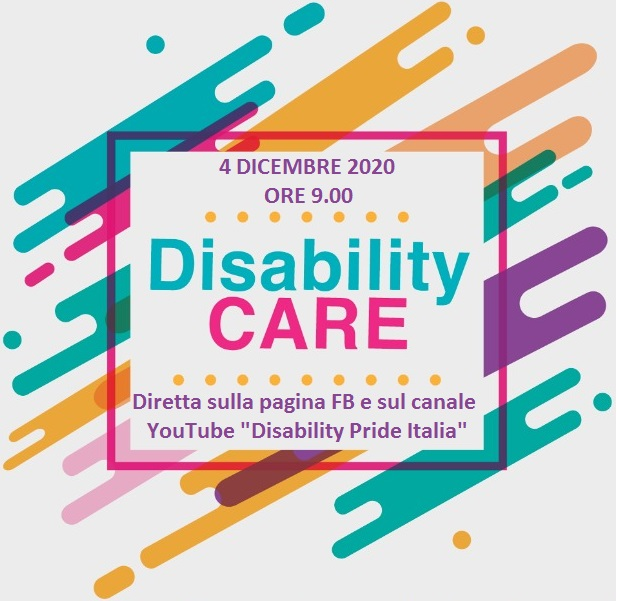 4 DICEMBRE 2020
ORE 9.00
Disability
CARE
Diretta sulla pagina FB e sul canale
YouTube "Disability Pride Italia"